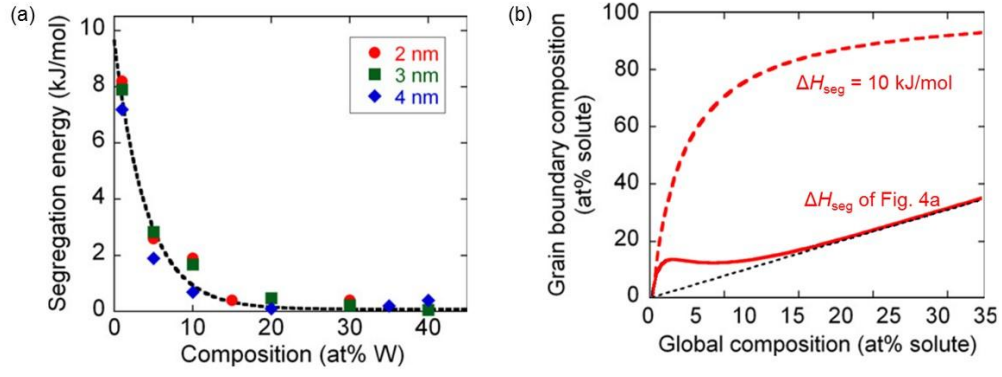 (a)
10
8
6
4
2
0
0 10 20 30 40
Segregation energy (kJ/mol)
Composition (at% W)
2 nm
3 nm
4 nm
(b)
100
80
60
40
20
0
0 5 10 15 20 25 30 35
Grain boundary composition
(at% solute)
Global composition (at% solute)
ΔHseg = 10 kJ/mol
ΔHseg of Fig. 4a